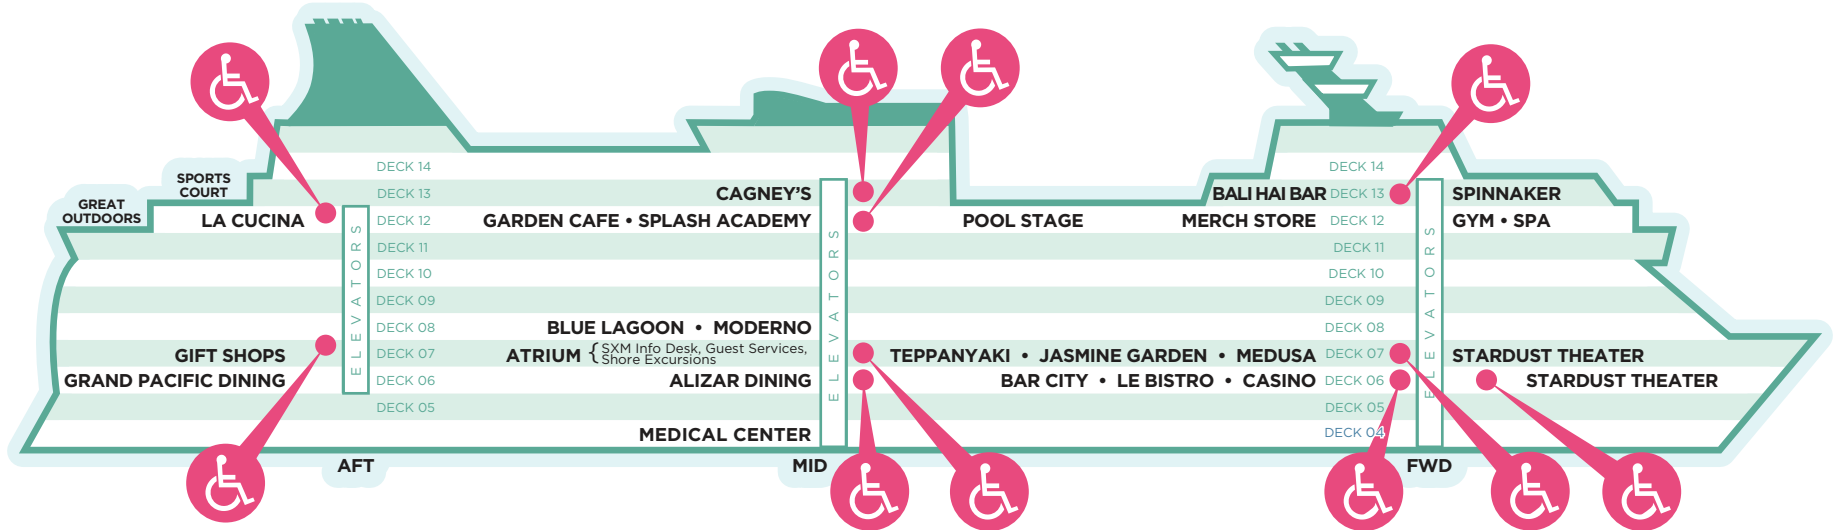 DECK 14
DECK 14
SPORTS
COURT
DECK 13
CAGNEY'S
BALI HAI BAR
DECK 13
SPINNAKER
GREAT
OUTDOORS
LA CUCINA
DECK 12
GARDEN CAFE • SPLASH ACADEMY
POOL STAGE
MERCH STORE
DECK 12
GYM • SPA
DECK 11
DECK 11
DECK 10
DECK 10
DECK 09
DECK 09
ELEVATORS
ELEVATORS
ELEVATORS
DECK 08
BLUE LAGOON • MODERNO
DECK 08
GIFT SHOPS
DECK 07
ATRIUM { SXM Info Desk, Guest Services,
Shore Excursions
TEPPANYAKI • JASMINE GARDEN • MEDUSA
DECK 07
STARDUST THEATER
GRAND PACIFIC DINING
DECK 06
ALIZAR DINING
BAR CITY • LE BISTRO • CASINO
DECK 06
STARDUST THEATER
DECK 05
DECK 05
MEDICAL CENTER
DECK 04
AFT
MID
FWD